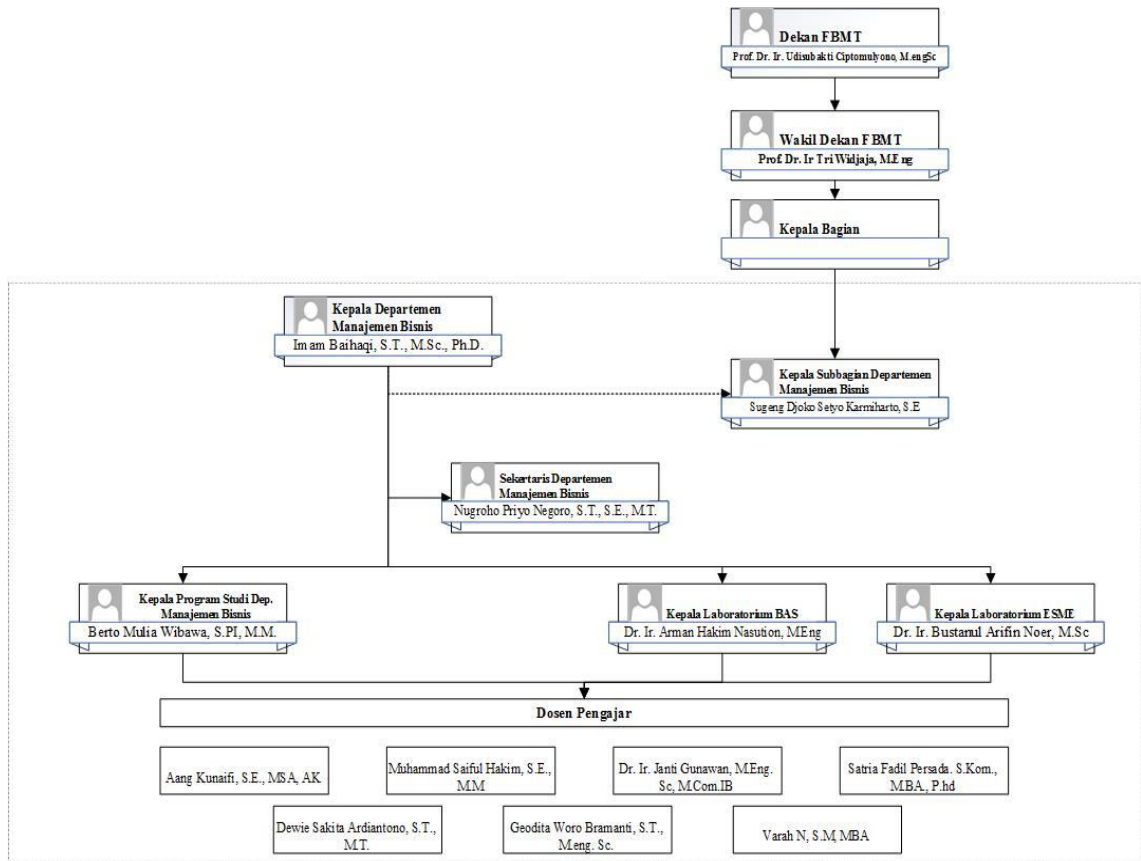 Dekan FBMT
Prof. Dr. Ir. Udisubakti Ciptomulyono, M.engSc
Wakil Dekan FBMT
Prof. Dr. Ir Tri Widjaja, M.Eng
Kepala Bagian
Kepala Departemen
Manajemen Bisnis
Imam Baihaqi, S.T., M.Sc., Ph.D.
Kepala Subbagian Departemen
Manajemen Bisnis
Sugeng Djoko Setyo Karmiharto, S.E
Sekertaris Departemen
Manajemen Bisnis
Nugroho Priyo Negoro, S.T., S.E., M.T.
Kepala Program Studi Dep.
Manajemen Bisnis
Berto Mulia Wibawa, S.PI, M.M.
Kepala Laboratorium BAS
Dr. Ir. Arman Hakim Nasution, M.Eng
Kepala Laboratorium ESME
Dr. Ir. Bustanul Arifin Noer, M.Sc
Dosen Pengajar
Aang Kunaifi, S.E., MSA, AK
Muhammad Saiful Hakim, S.E.,
M.M
Dr. Ir. Janti Gunawan, M.Eng.
Sc, M.Com.IB
Satria Fadil Persada. S.Kom.,
M.BA., P.hd
Dewie Sakita Ardiantono, S.T.,
M.T.
Geodita Woro Bramanti, S.T.,
M.eng. Sc.
Varah N, S.M, MBA